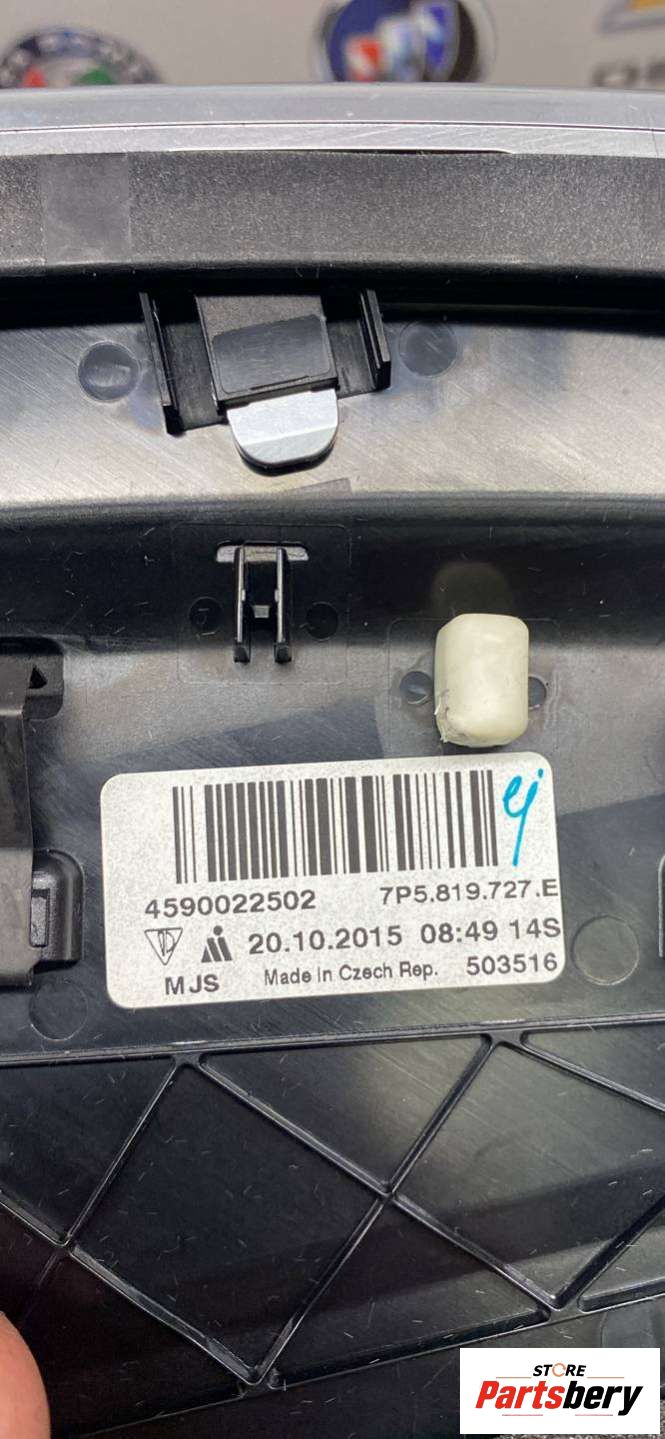 ej
4590022502 7P5.819.727.E
20.10.2015 08:49 14S
MJS Made in Czech Rep. 503516
STORE
Partsbery